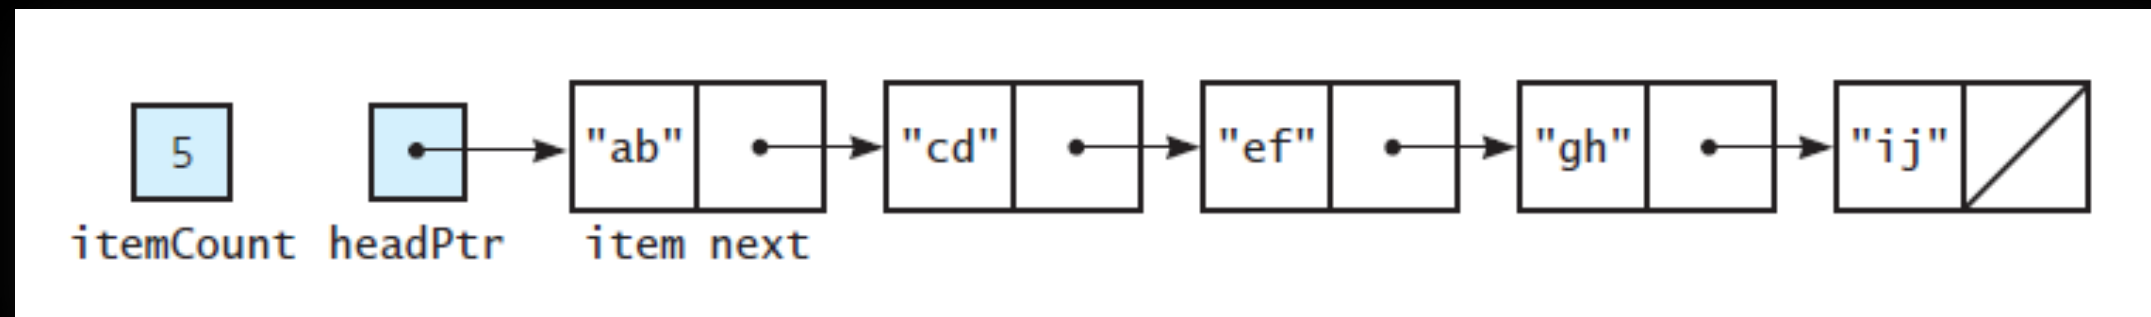 5 "ab" "cd" "ef" "gh" "ij"
itemCount headPtr item next